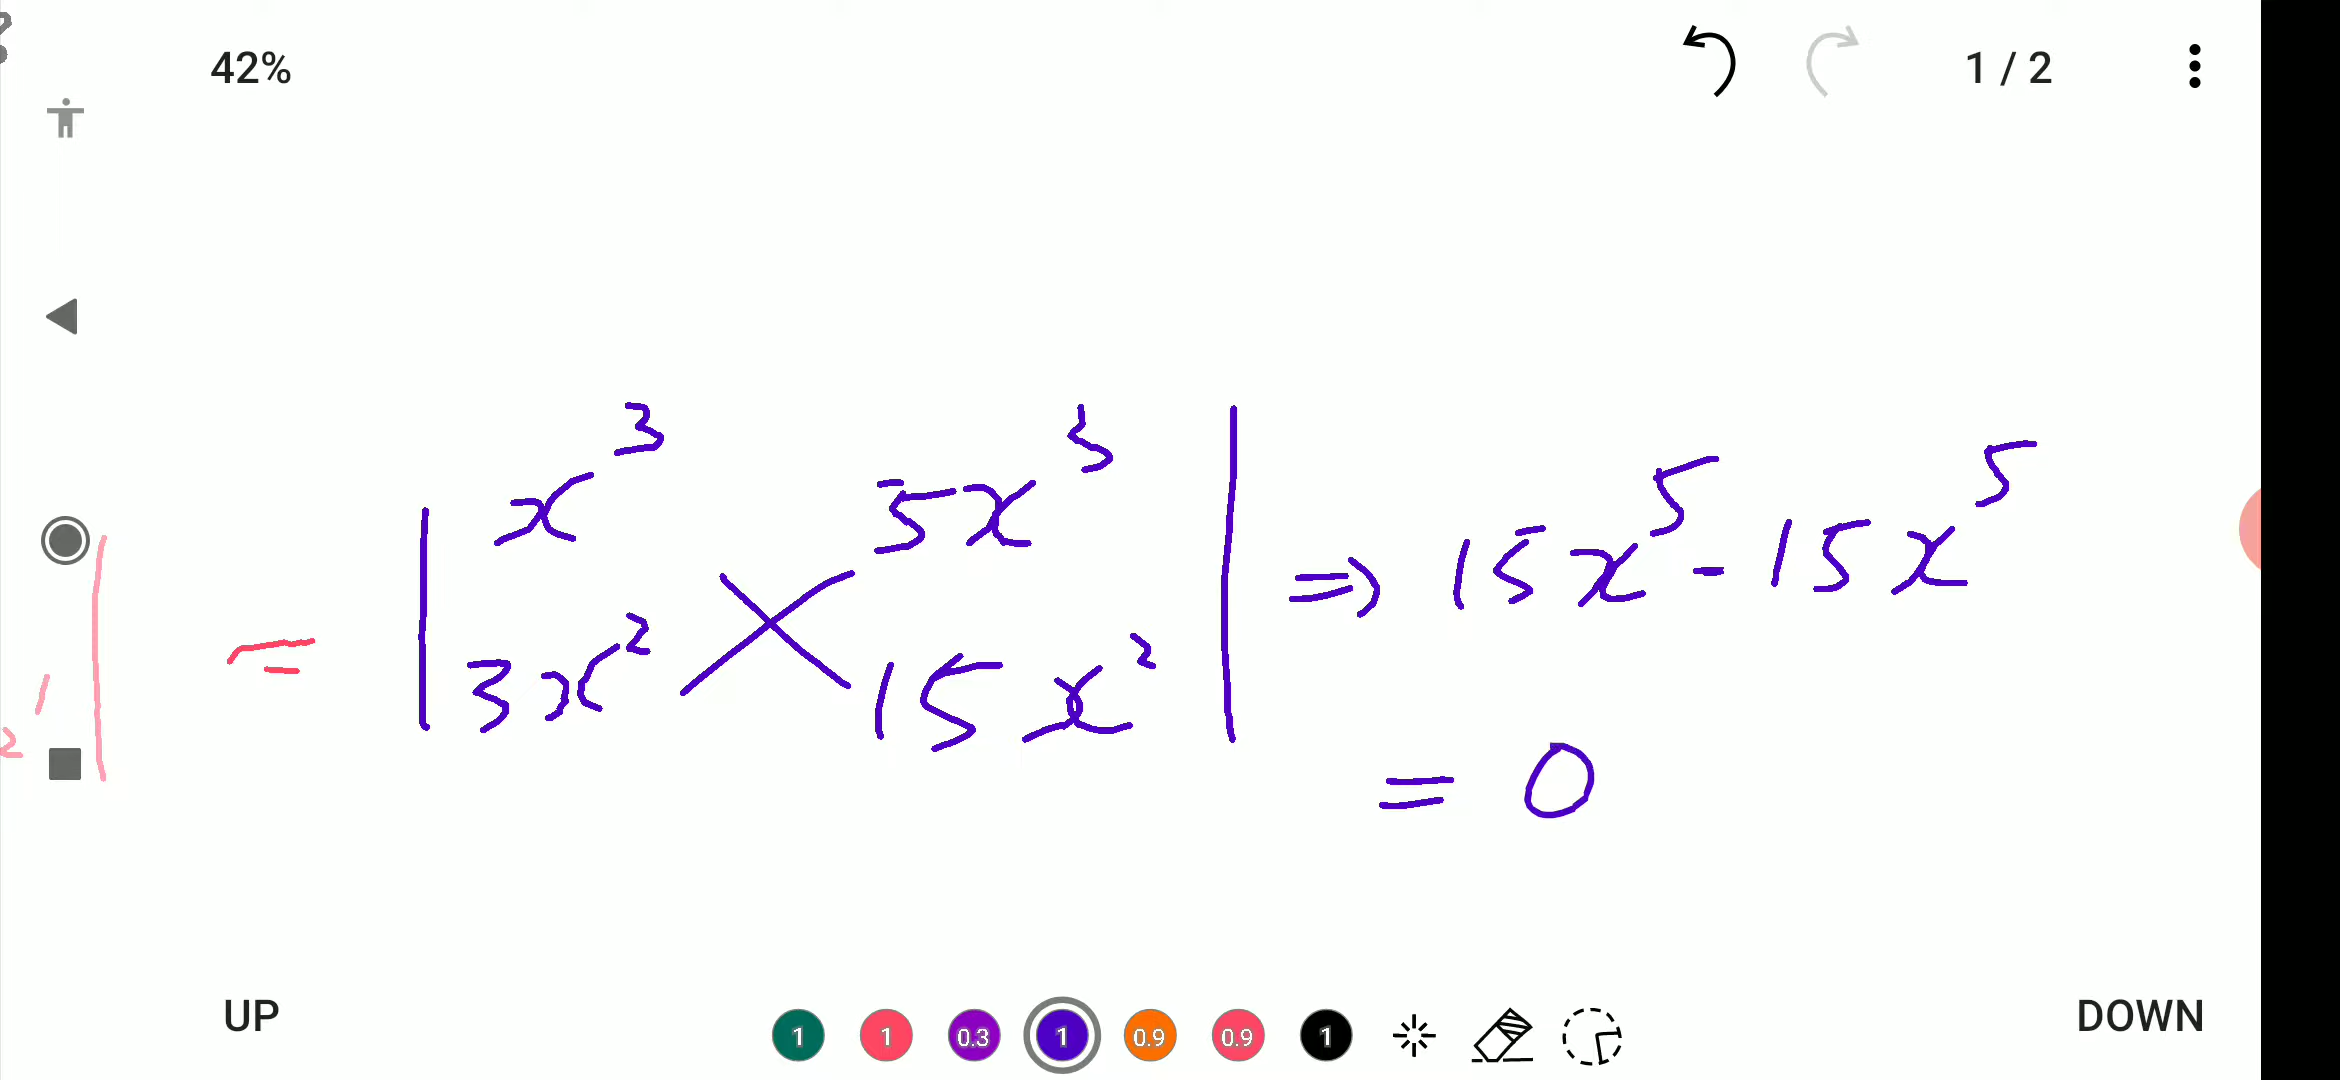 42%
1 / 2
= | x³ 5x³ | ⇒ 15x⁵ - 15x⁵
| 3x² 15x² |
= 0
UP
1 1 0.3 1 0.9 0.9 1
DOWN